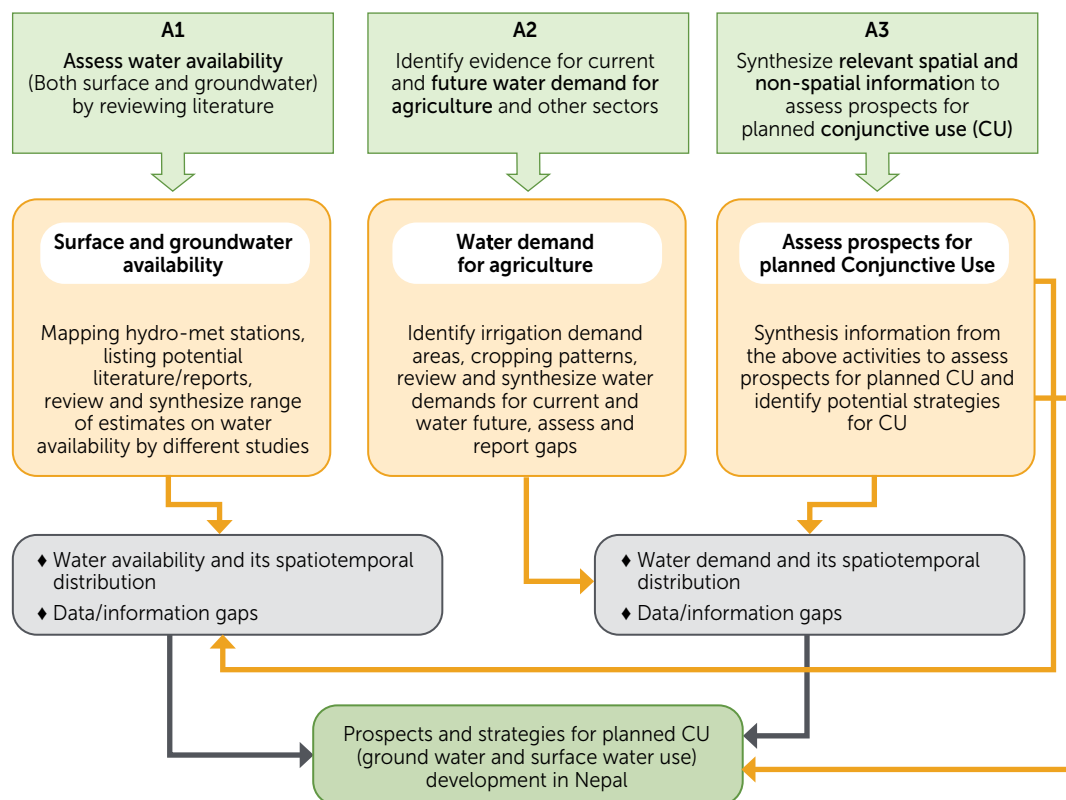 A1
Assess water availability
(Both surface and groundwater)
by reviewing literature
A2
Identify evidence for current
and future water demand for
agriculture and other sectors
A3
Synthesize relevant spatial and
non-spatial information to
assess prospects for
planned conjunctive use (CU)
Surface and groundwater
availability
Mapping hydro-met stations,
listing potential
literature/reports,
review and synthesize range
of estimates on water
availability by different studies
Water demand
for agriculture
Identify irrigation demand
areas, cropping patterns,
review and synthesize water
demands for current and
water future, assess and
report gaps
Assess prospects for
planned Conjunctive Use
Synthesis information from
the above activities to assess
prospects for planned CU and
identify potential strategies
for CU
♦ Water availability and its spatiotemporal
distribution
♦ Data/information gaps
♦ Water demand and its spatiotemporal
distribution
♦ Data/information gaps
Prospects and strategies for planned CU
(ground water and surface water use)
development in Nepal